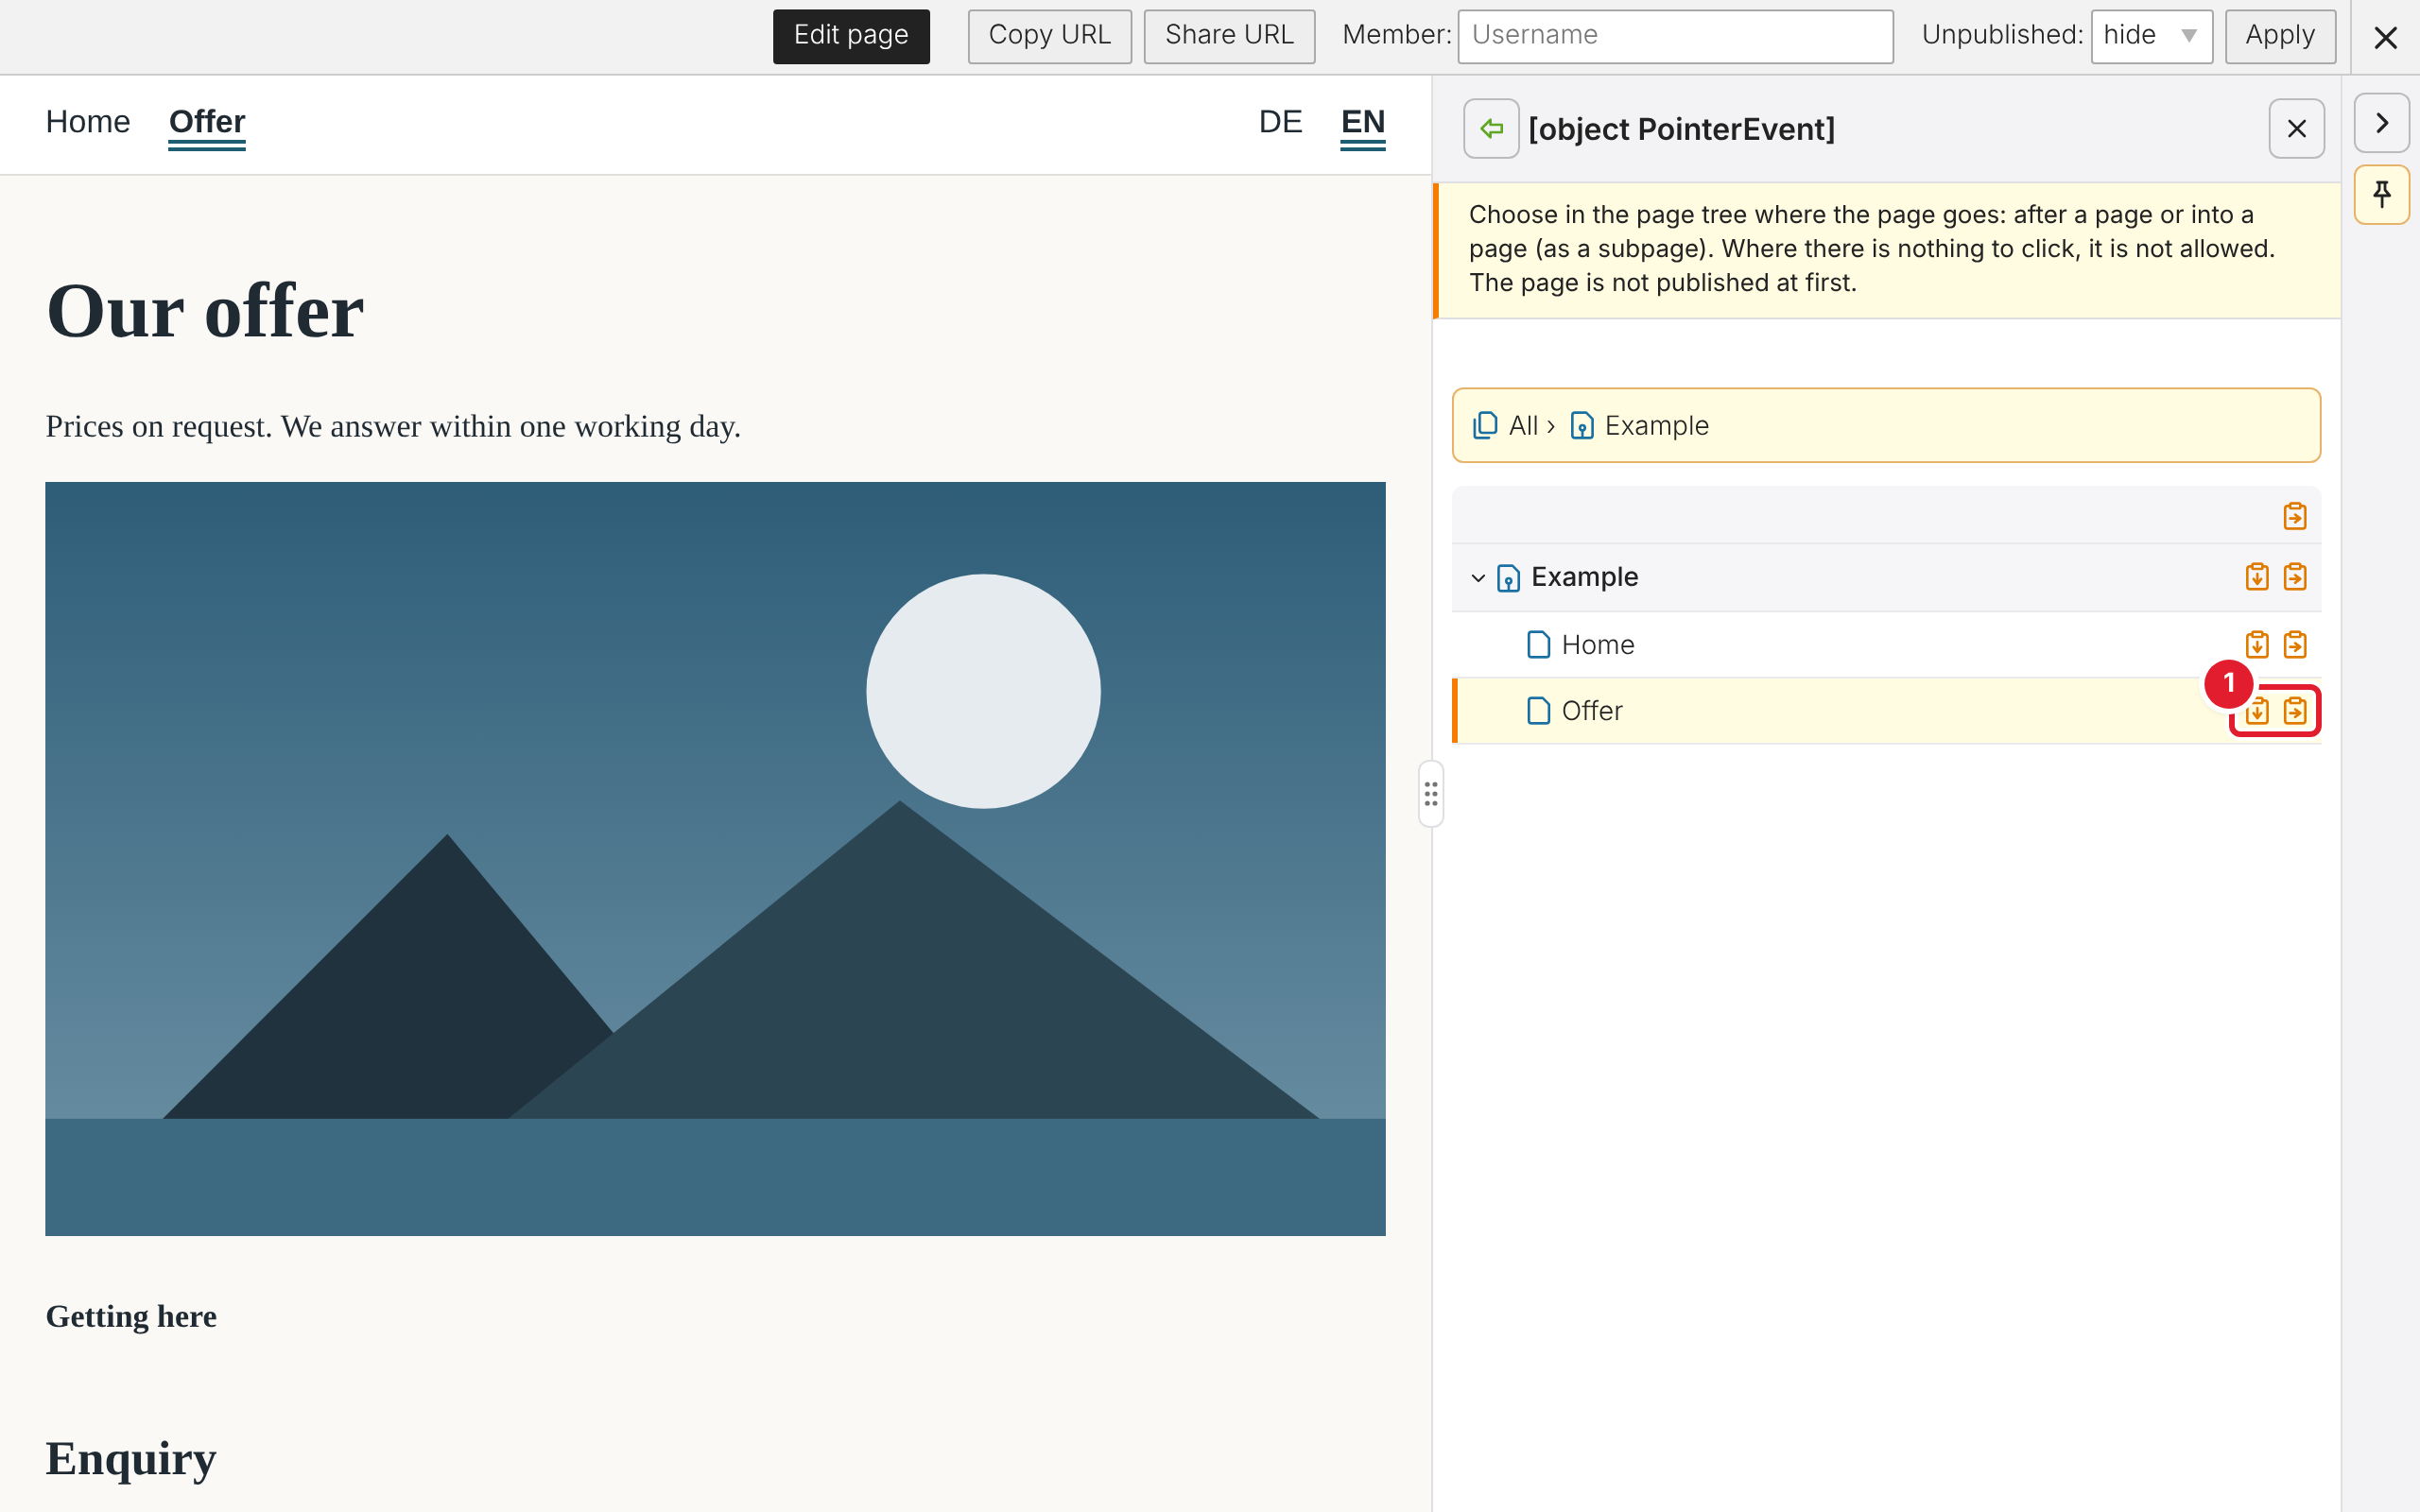 Edit page
Copy URL
Share URL
Member:
Username
Unpublished:
hide
Apply
Home
Offer
DE
EN
[object PointerEvent]
Choose in the page tree where the page goes: after a page or into a
page (as a subpage). Where there is nothing to click, it is not allowed.
The page is not published at first.
Our offer
Prices on request. We answer within one working day.
All › Example
Example
Home
1
Offer
Getting here
Enquiry